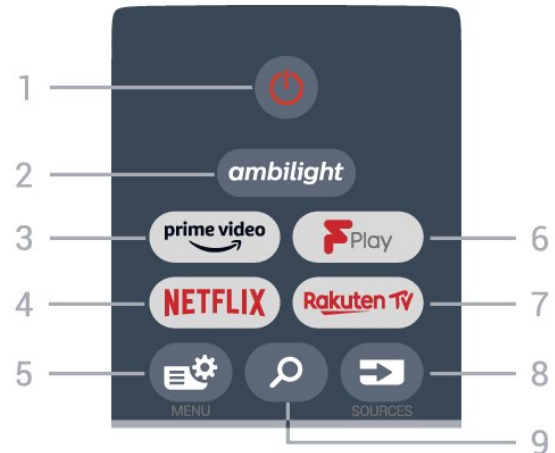 1
ambilight
2
prime video
F Play
3
6
NETFLIX
Rakuten TV
4
7
5
8
MENU
SOURCES
9